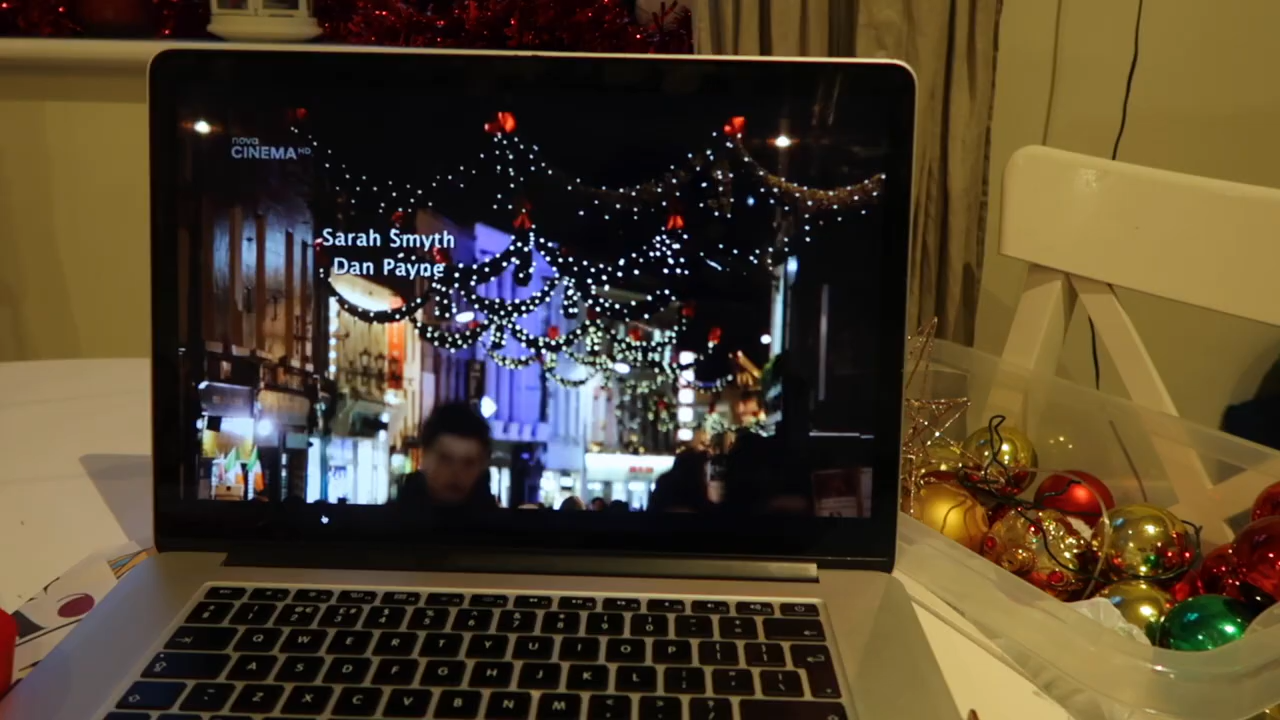 nova
CINEMA HD
Sarah Smyth
Dan Payne
Q W E R T Y U I O P
A S D F G H J K L
Z X C V B N M